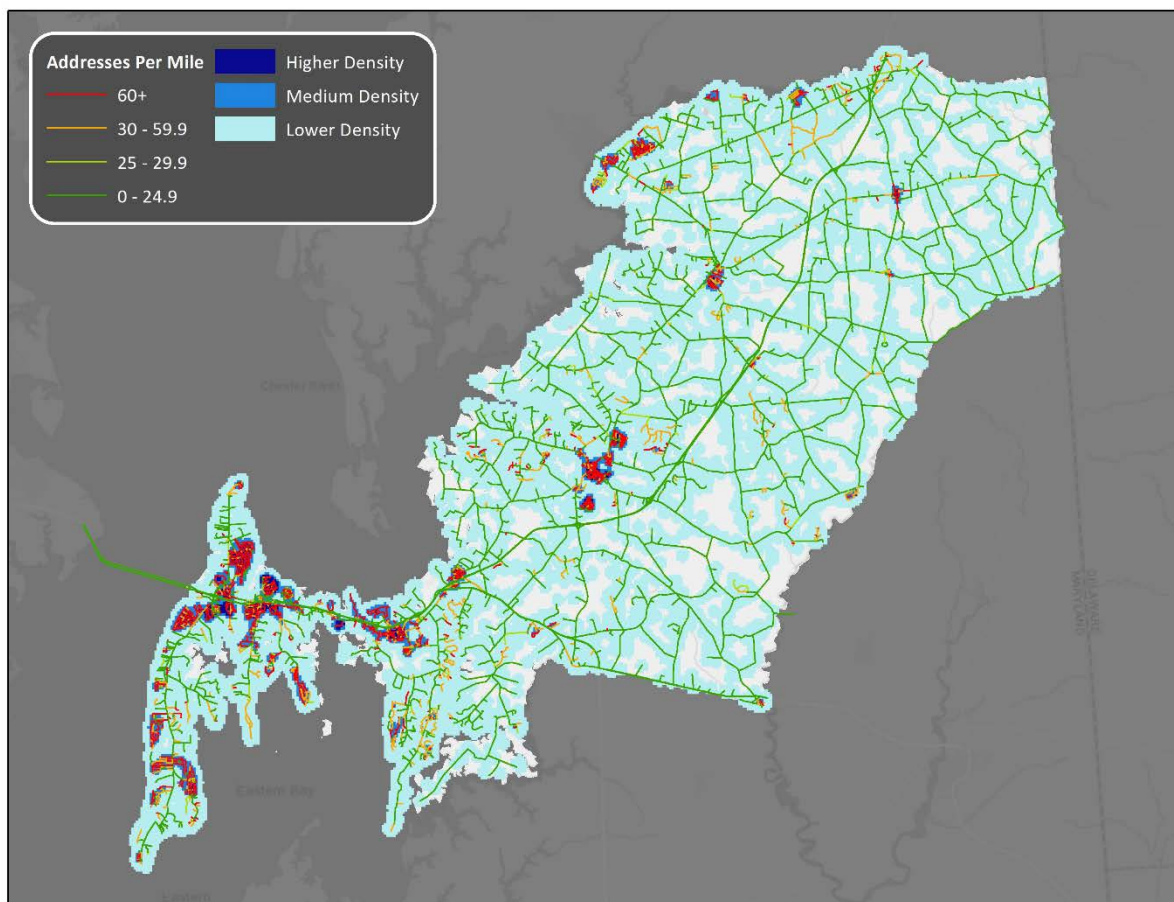 Addresses Per Mile
60+
30 - 59.9
25 - 29.9
0 - 24.9
Higher Density
Medium Density
Lower Density
Chester River
DELAWARE
MARYLAND
Eastern Bay
Eastern